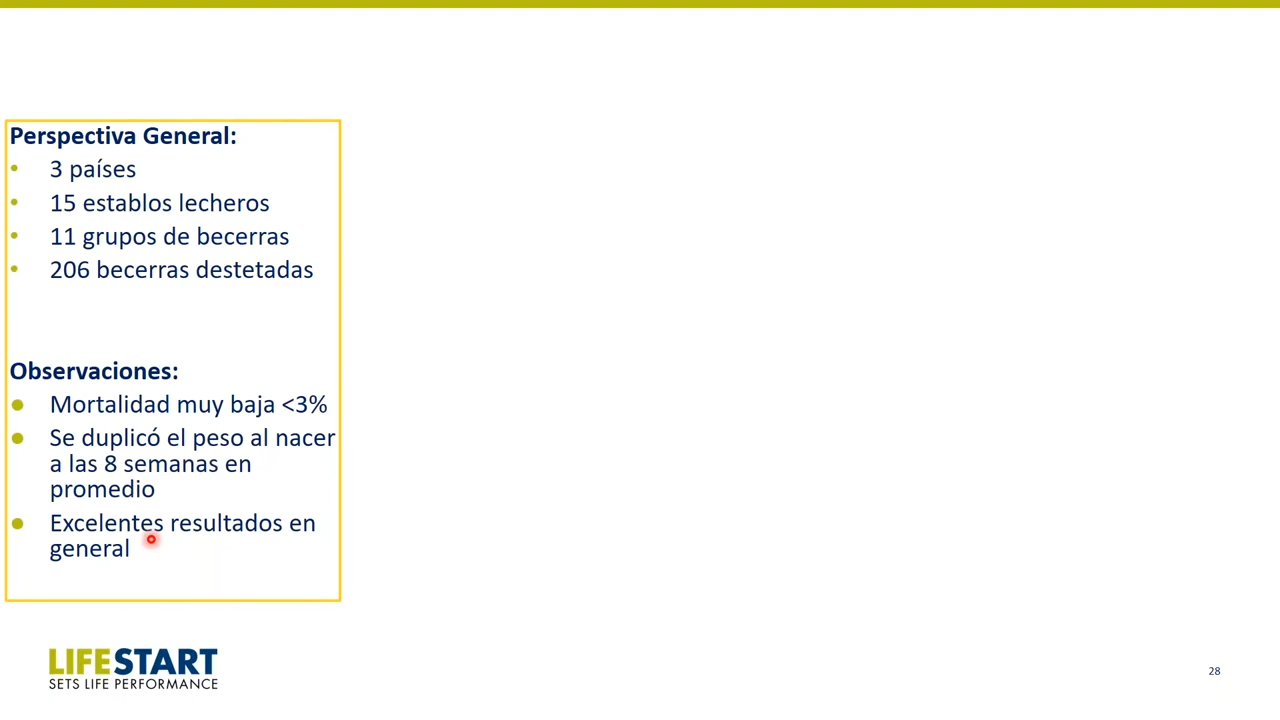 Perspectiva General:
• 3 países
• 15 establos lecheros
• 11 grupos de becerras
• 206 becerras destetadas
Observaciones:
● Mortalidad muy baja <3%
● Se duplicó el peso al nacer
a las 8 semanas en
promedio
● Excelentes resultados en
general
LIFESTART
SETS LIFE PERFORMANCE
28